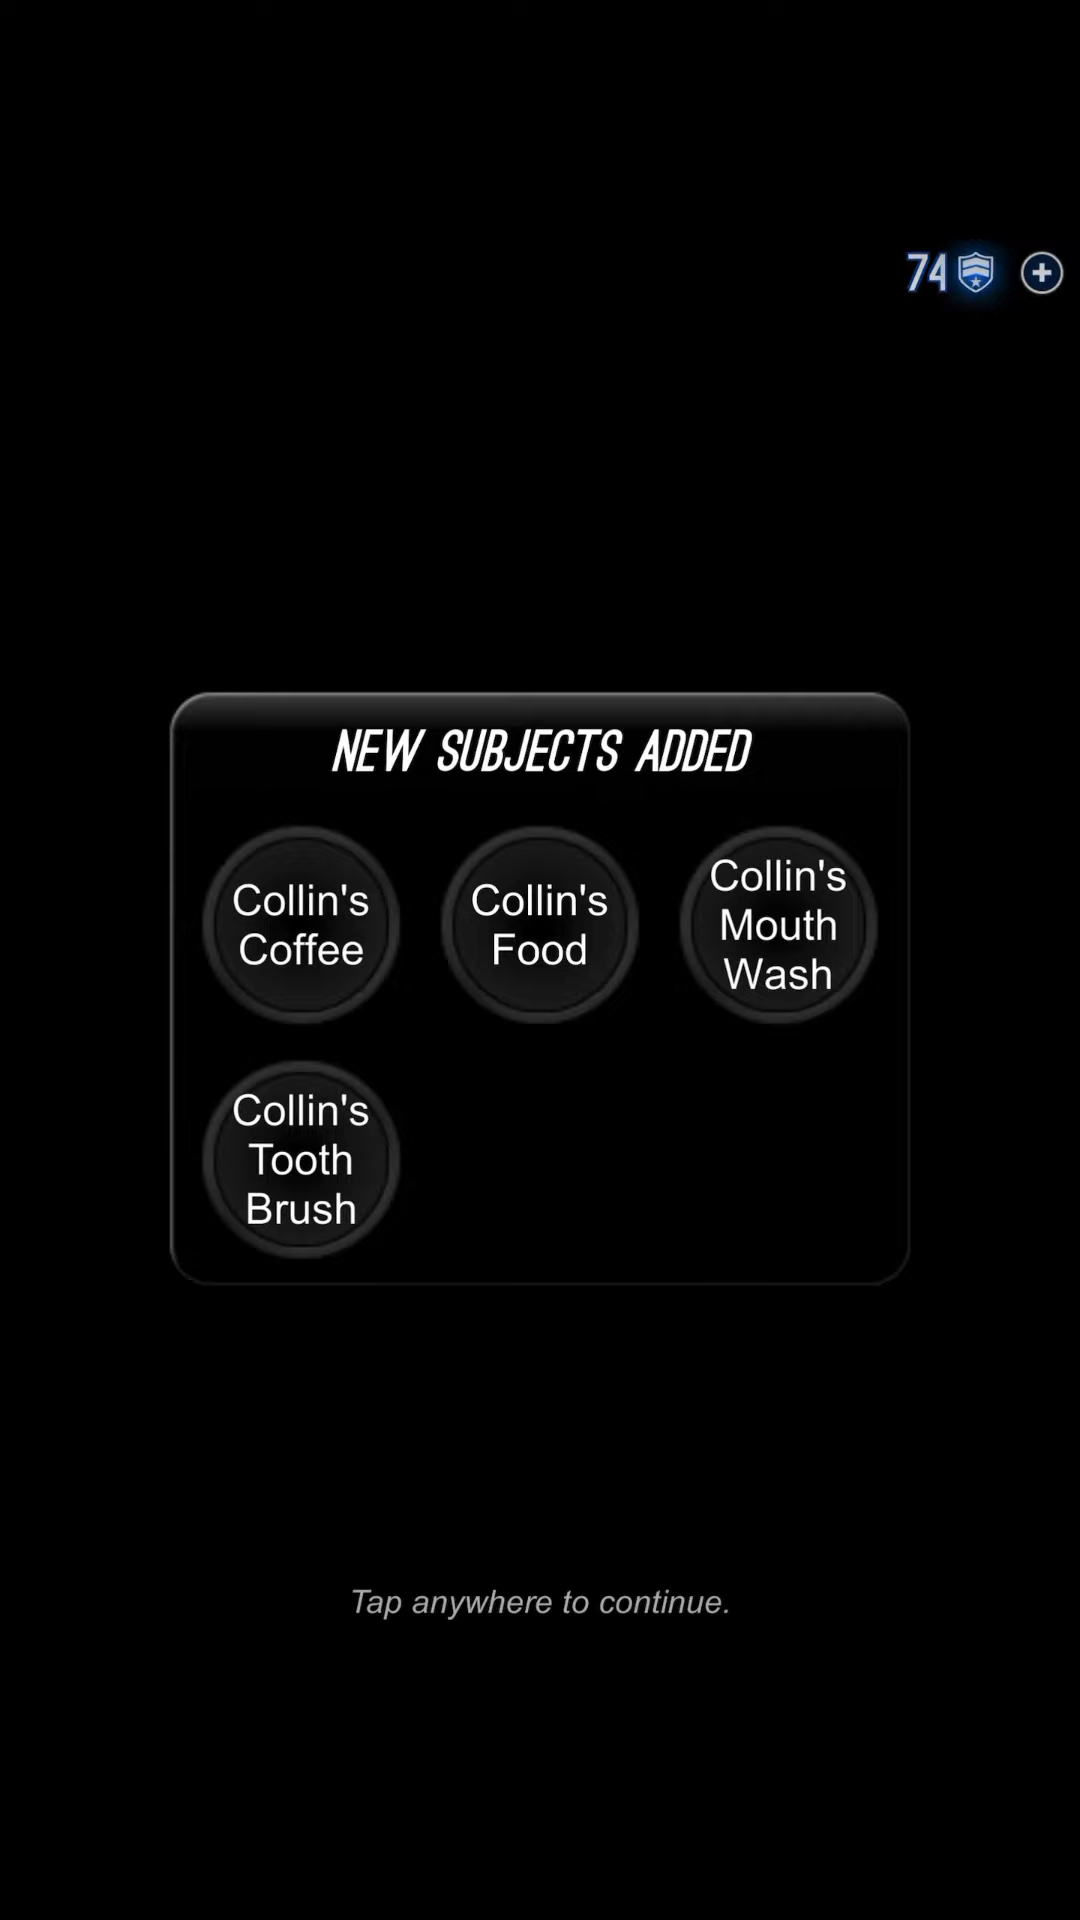 74
NEW SUBJECTS ADDED
Collin's
Coffee
Collin's
Food
Collin's
Mouth
Wash
Collin's
Tooth
Brush
Tap anywhere to continue.